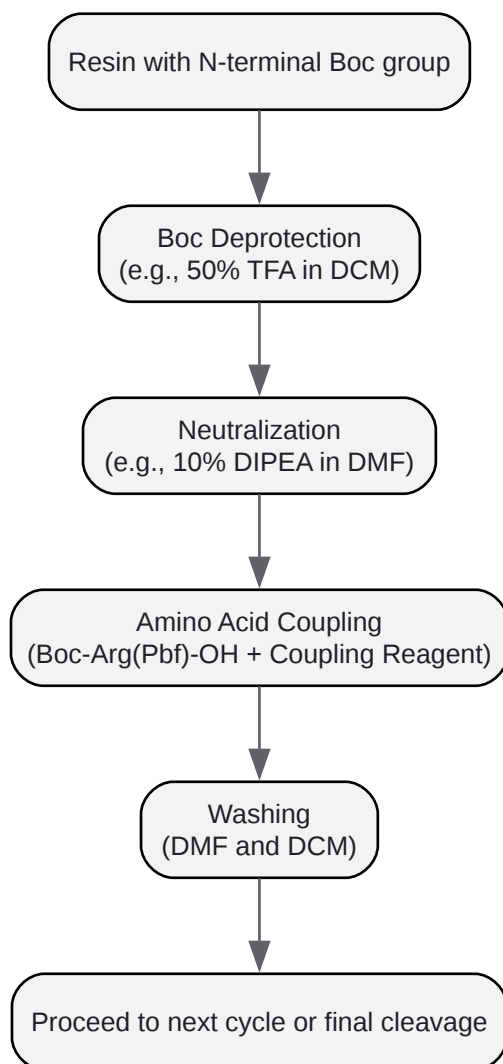 Resin with N-terminal Boc group
Boc Deprotection
(e.g., 50% TFA in DCM)
Neutralization
(e.g., 10% DIPEA in DMF)
Amino Acid Coupling
(Boc-Arg(Pbf)-OH + Coupling Reagent)
Washing
(DMF and DCM)
Proceed to next cycle or final cleavage